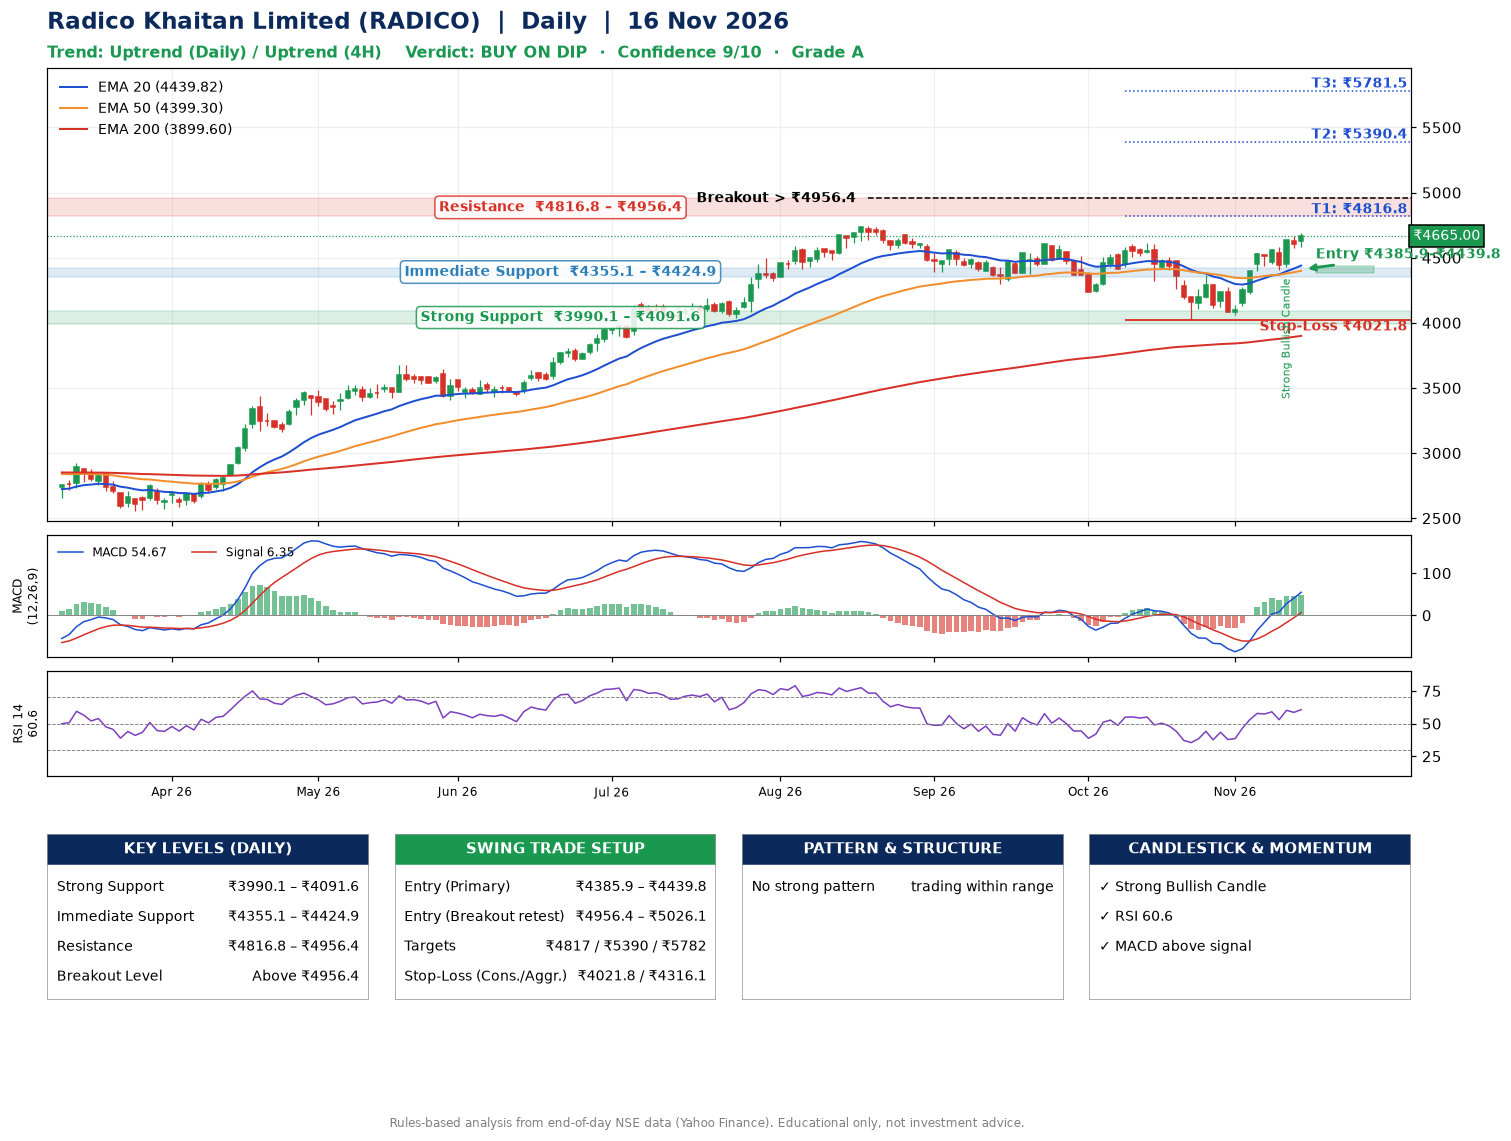 Radico Khaitan Limited (RADICO)  |  Daily  |  16 Nov 2026
Trend: Uptrend (Daily) / Uptrend (4H)    Verdict: BUY ON DIP  ·  Confidence 9/10  ·  Grade A
EMA 20 (4439.82)
EMA 50 (4399.30)
EMA 200 (3899.60)
T3: ₹5781.5
5500
T2: ₹5390.4
5000
Breakout > ₹4956.4
Resistance  ₹4816.8 – ₹4956.4
T1: ₹4816.8
₹4665.00
Entry ₹4385.9–₹4439.8
4500
Immediate Support  ₹4355.1 – ₹4424.9
Strong Support  ₹3990.1 – ₹4091.6
4000
Stop-Loss ₹4021.8
Strong Bullish Candle
3500
3000
2500
MACD 54.67
Signal 6.35
MACD
(12,26,9)
100
0
RSI 14
60.6
75
50
25
Apr 26
May 26
Jun 26
Jul 26
Aug 26
Sep 26
Oct 26
Nov 26
KEY LEVELS (DAILY)
Strong Support  ₹3990.1 – ₹4091.6
Immediate Support  ₹4355.1 – ₹4424.9
Resistance  ₹4816.8 – ₹4956.4
Breakout Level  Above ₹4956.4
SWING TRADE SETUP
Entry (Primary)  ₹4385.9 – ₹4439.8
Entry (Breakout retest)  ₹4956.4 – ₹5026.1
Targets  ₹4817 / ₹5390 / ₹5782
Stop-Loss (Cons./Aggr.)  ₹4021.8 / ₹4316.1
PATTERN & STRUCTURE
No strong pattern  trading within range
CANDLESTICK & MOMENTUM
✓ Strong Bullish Candle
✓ RSI 60.6
✓ MACD above signal
Rules-based analysis from end-of-day NSE data (Yahoo Finance). Educational only, not investment advice.